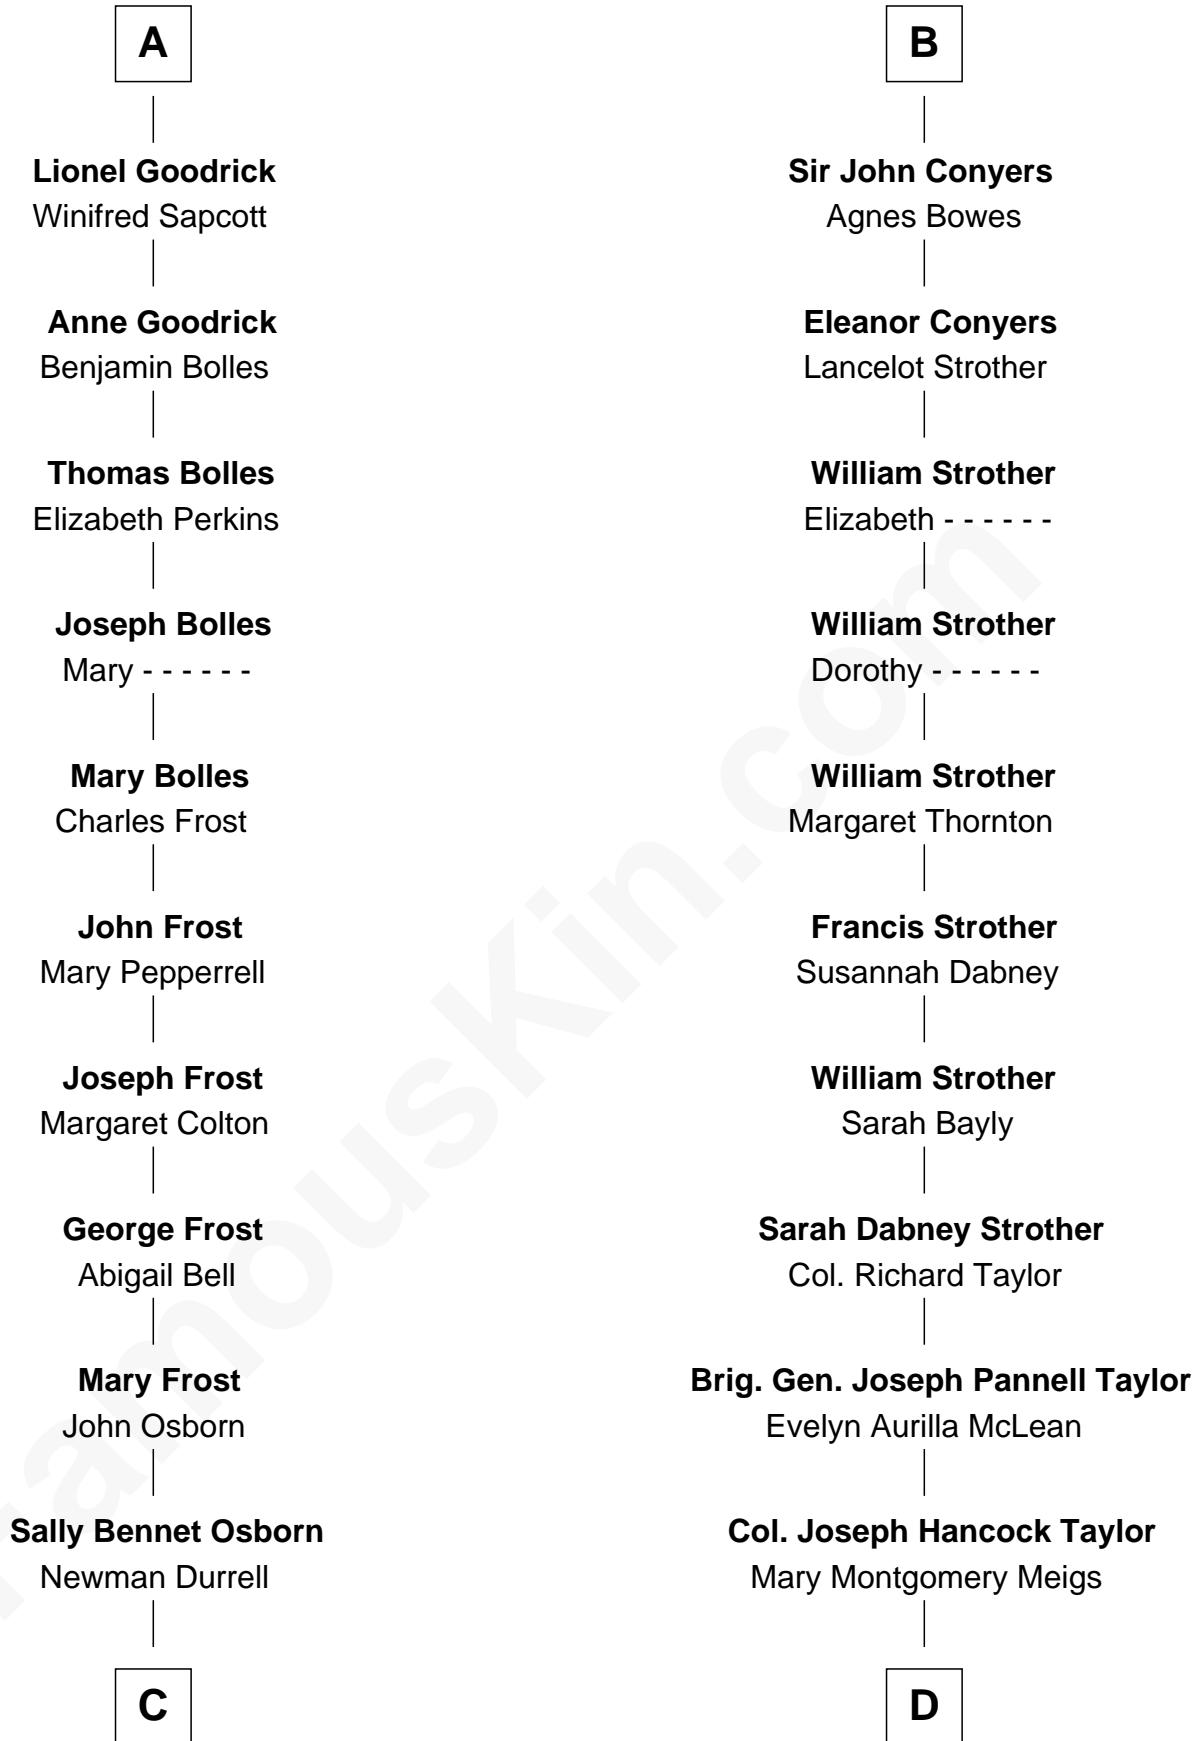 A
Lionel Goodrick
Winifred Sapcott
Anne Goodrick
Benjamin Bolles
Thomas Bolles
Elizabeth Perkins
Joseph Bolles
Mary - - - - - -
Mary Bolles
Charles Frost
John Frost
Mary Pepperrell
Joseph Frost
Margaret Colton
George Frost
Abigail Bell
Mary Frost
John Osborn
Sally Bennet Osborn
Newman Durrell
C
B
Sir John Conyers
Agnes Bowes
Eleanor Conyers
Lancelot Strother
William Strother
Elizabeth - - - - - -
William Strother
Dorothy - - - - - -
William Strother
Margaret Thornton
Francis Strother
Susannah Dabney
William Strother
Sarah Bayly
Sarah Dabney Strother
Col. Richard Taylor
Brig. Gen. Joseph Pannell Taylor
Evelyn Aurilla McLean
Col. Joseph Hancock Taylor
Mary Montgomery Meigs
D
FamousKin.com